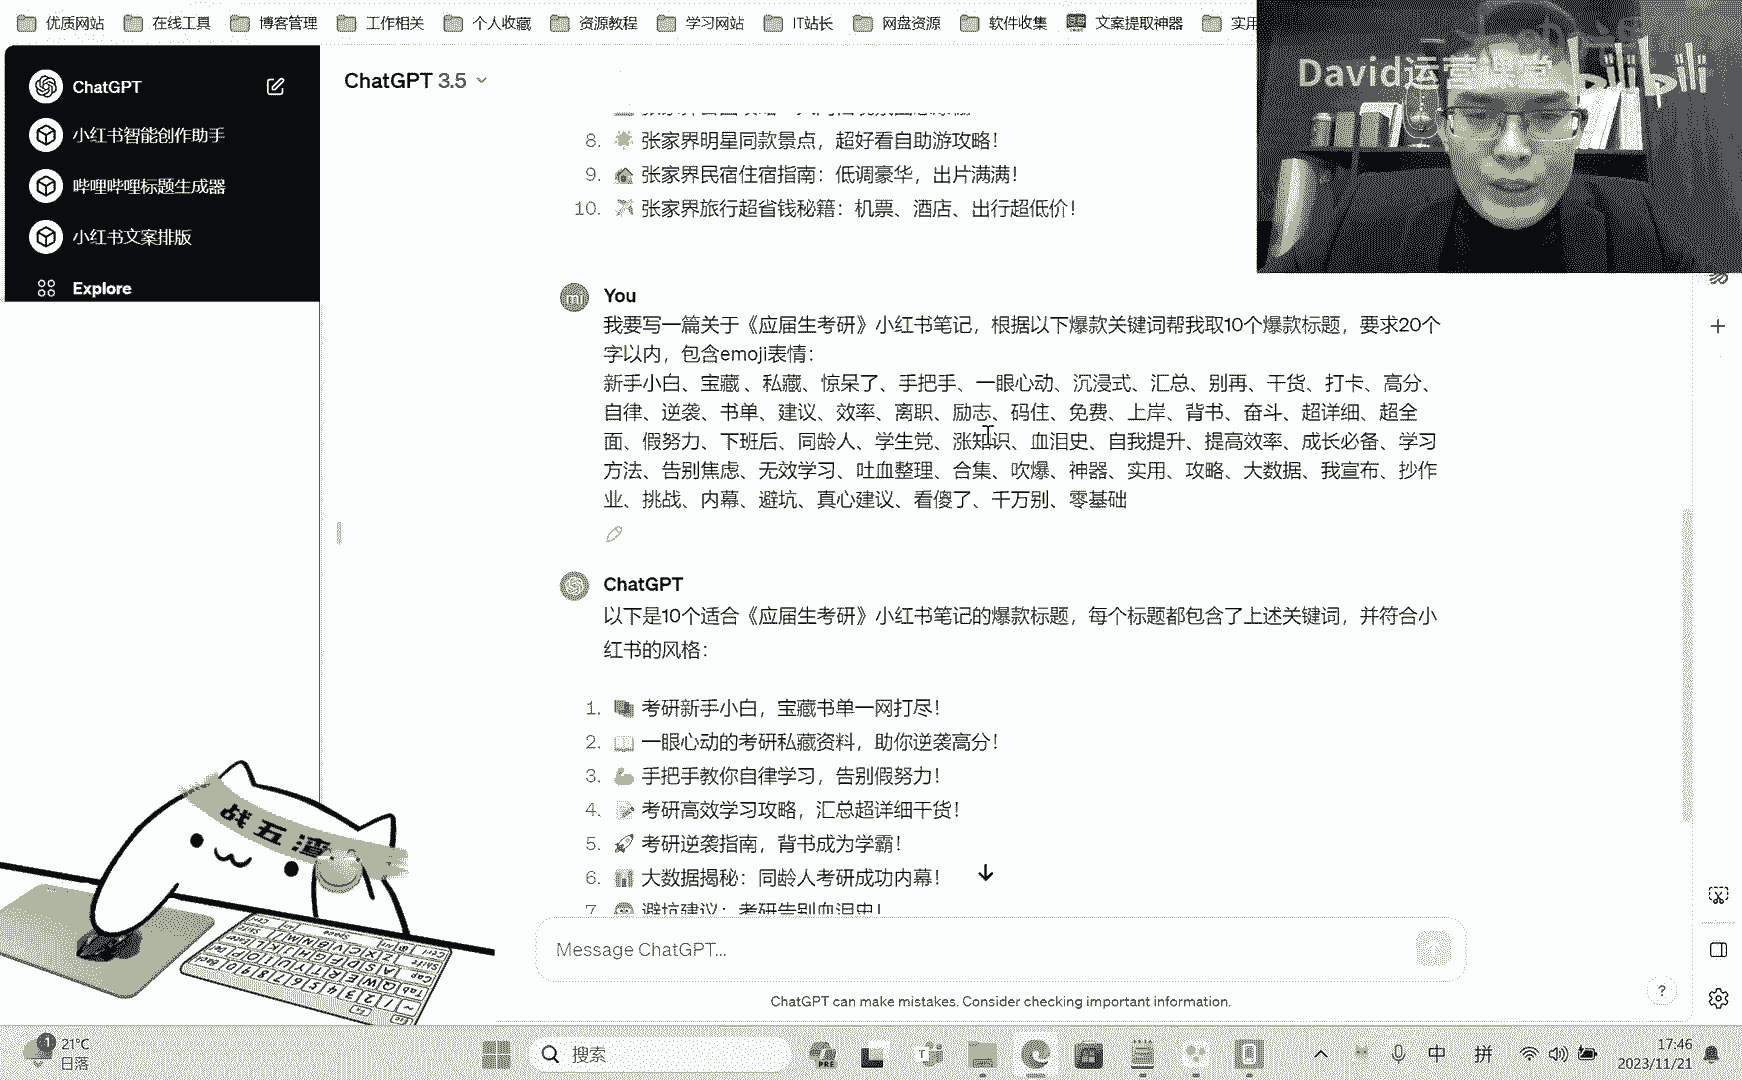 优质网站 在线工具 博客管理 工作相关 个人收藏 资源教程 学习网站 IT站长 网盘资源 软件收集 文案提取神器 实用
David运营课堂 bilibili
ChatGPT
小红书智能创作助手
哔哩哔哩标题生成器
小红书文案排版
Explore
ChatGPT 3.5
8. 张家界明星同款景点，超好看自助游攻略！
9. 张家界民宿住宿指南：低调豪华，出片满满！
10. 张家界旅行超省钱秘籍：机票、酒店、出行超低价！
You
我要写一篇关于《应届生考研》小红书笔记，根据以下爆款关键词帮我取10个爆款标题，要求20个
字以内，包含emoji表情：
新手小白、宝藏、私藏、惊呆了、手把手、一眼心动、沉浸式、汇总、别再、干货、打卡、高分、
自律、逆袭、书单、建议、效率、离职、励志、码住、免费、上岸、背书、奋斗、超详细、超全
面、假努力、下班后、同龄人、学生党、涨知识、血泪史、自我提升、提高效率、成长必备、学习
方法、告别焦虑、无效学习、吐血整理、合集、吹爆、神器、实用、攻略、大数据、我宣布、抄作
业、挑战、内幕、避坑、真心建议、看傻了、千万别、零基础
ChatGPT
以下是10个适合《应届生考研》小红书笔记的爆款标题，每个标题都包含了上述关键词，并符合小
红书的风格：
1. 考研新手小白，宝藏书单一网打尽！
2. 一眼心动的考研私藏资料，助你逆袭高分！
3. 手把手教你自律学习，告别假努力！
4. 考研高效学习攻略，汇总超详细干货！
5. 考研逆袭指南，背书成为学霸！
6. 大数据揭秘：同龄人考研成功内幕！
7. 避坑建议：考研告别血泪史！
战五渣
Message ChatGPT...
ChatGPT can make mistakes. Consider checking important information.
?
1
21°C
日落
搜索
PRE
中
拼
17:46
2023/11/21